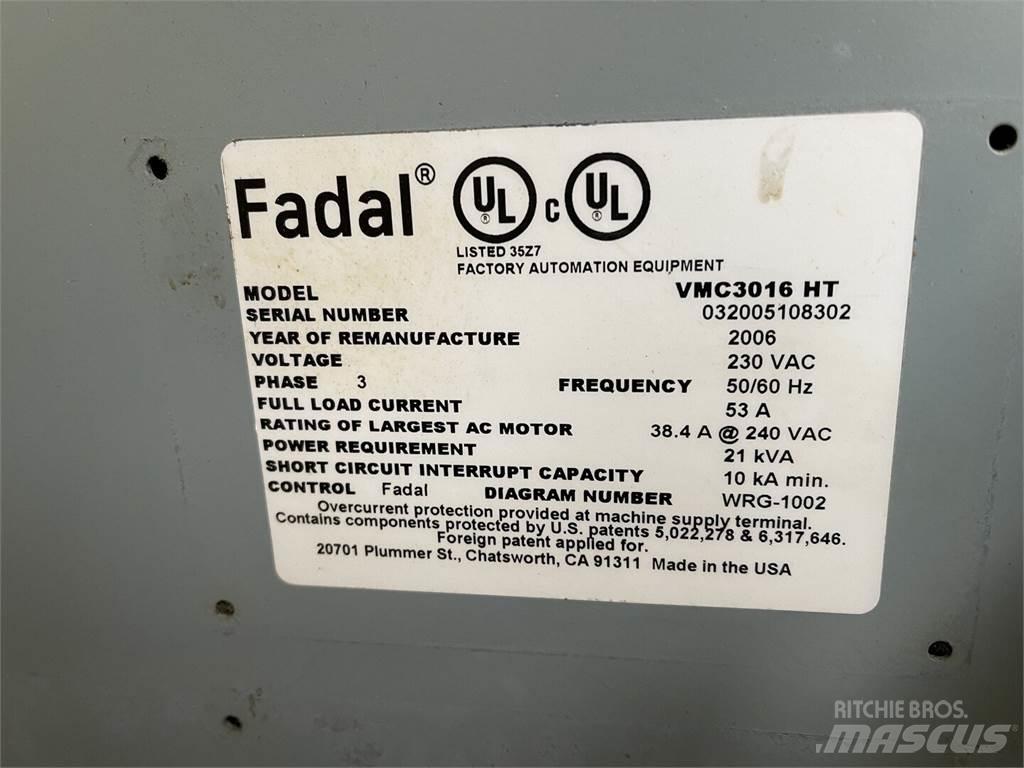 Fadal® UL® c UL®
LISTED 35Z7
FACTORY AUTOMATION EQUIPMENT
MODEL VMC3016 HT
SERIAL NUMBER 032005108302
YEAR OF REMANUFACTURE 2006
VOLTAGE 230 VAC
PHASE 3 FREQUENCY 50/60 Hz
FULL LOAD CURRENT 53 A
RATING OF LARGEST AC MOTOR 38.4 A @ 240 VAC
POWER REQUIREMENT 21 kVA
SHORT CIRCUIT INTERRUPT CAPACITY 10 kA min.
CONTROL Fadal DIAGRAM NUMBER WRG-1002
Overcurrent protection provided at machine supply terminal.
Contains components protected by U.S. patents 5,022,278 & 6,317,646.
Foreign patent applied for.
20701 Plummer St., Chatsworth, CA 91311 Made in the USA
RITCHIE BROS.
MASCUS